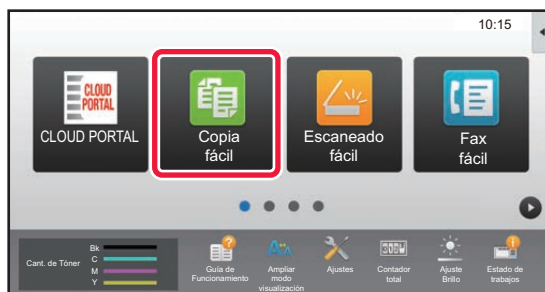 10:15
CLOUD
PORTAL
CLOUD PORTAL
Copia
fácil
Escaneado
fácil
Fax
fácil
Cant. de Tóner
Bk
C
M
Y
Guía de
Funcionamiento
Ampliar
modo
visualización
Ajustes
Contador
total
Ajuste
Brillo
Estado de
trabajos